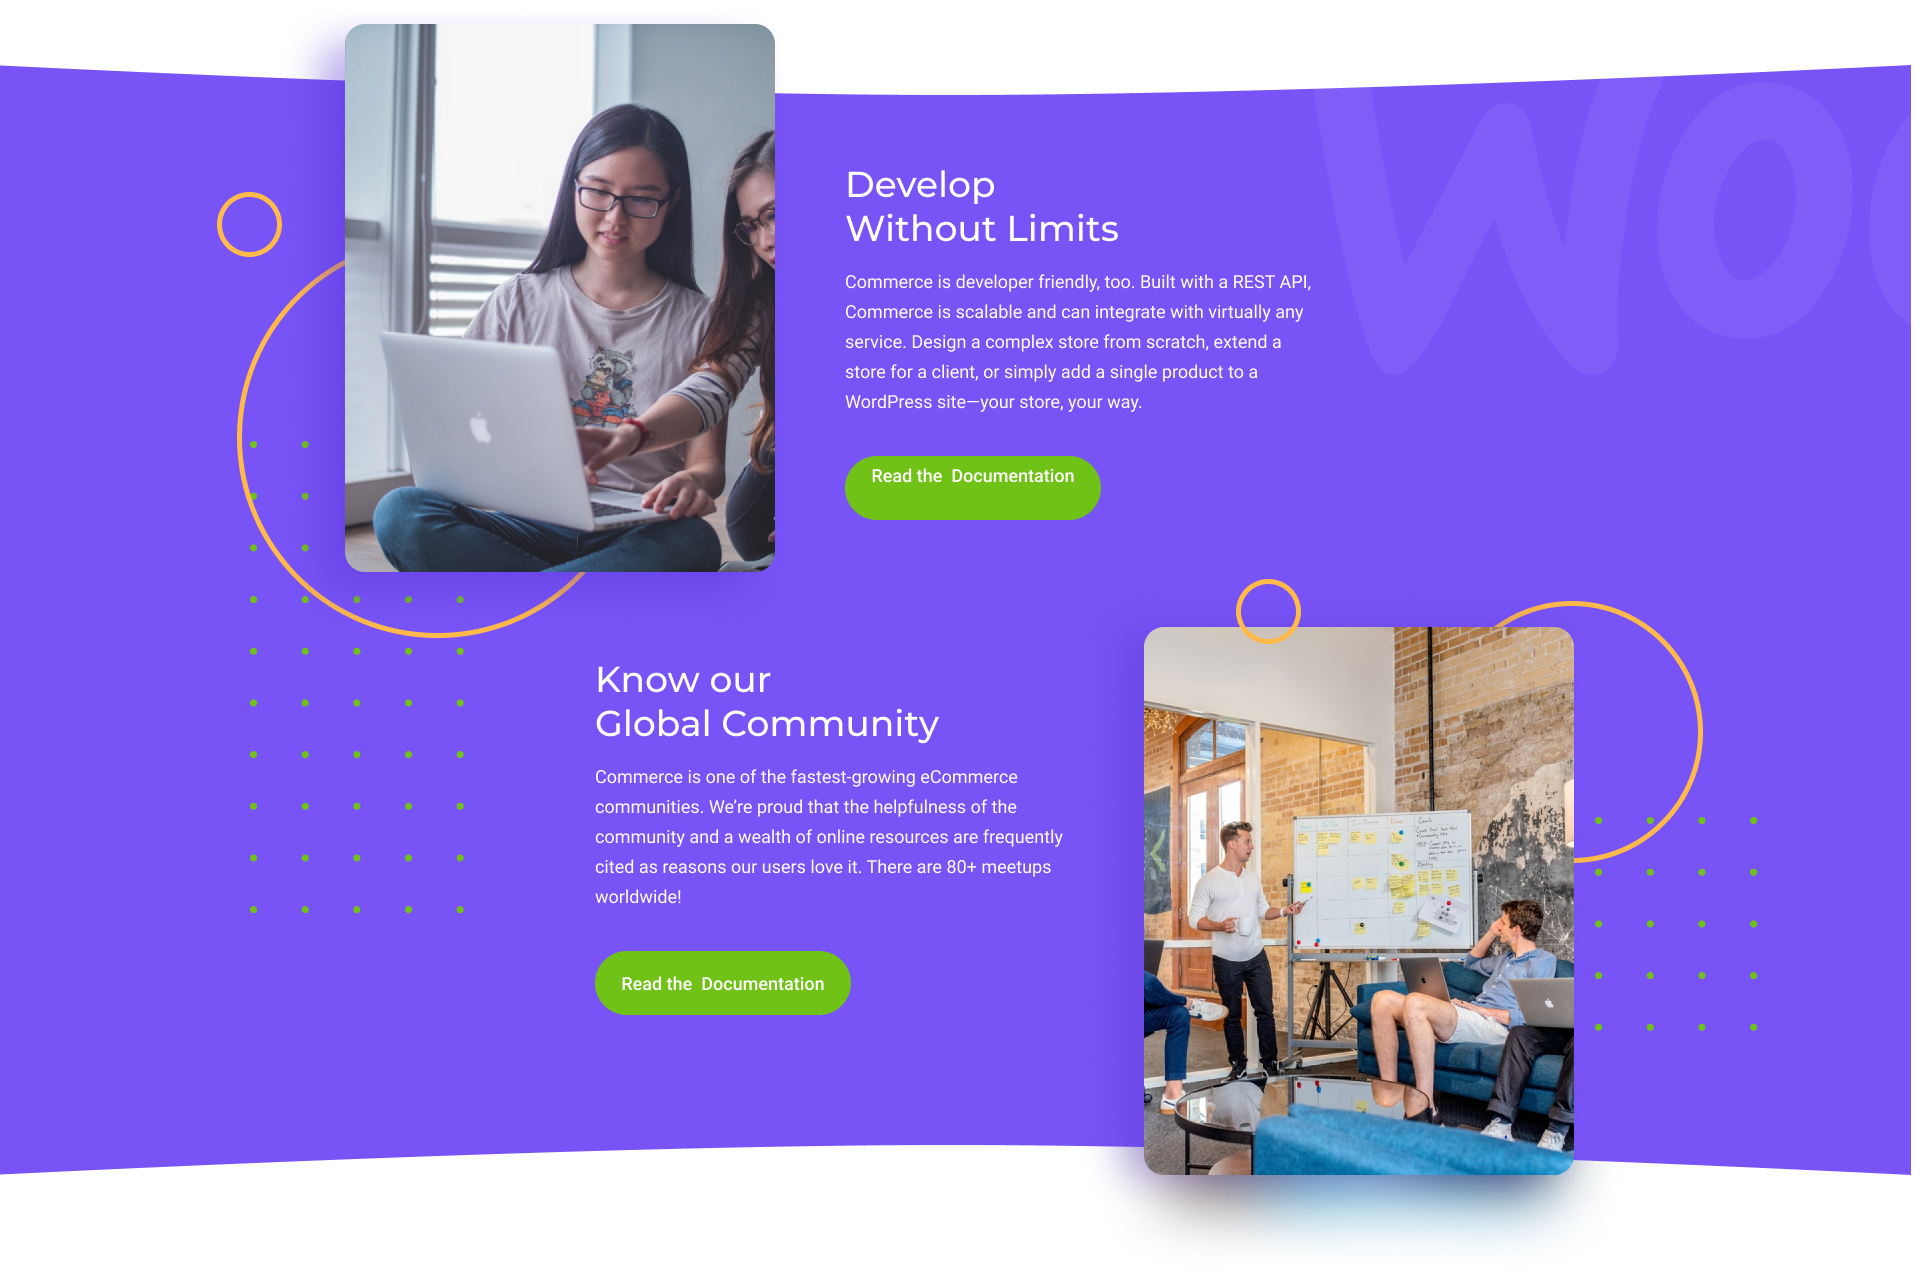 Woo
Develop
Without Limits
Commerce is developer friendly, too. Built with a REST API,
Commerce is scalable and can integrate with virtually any
service. Design a complex store from scratch, extend a
store for a client, or simply add a single product to a
WordPress site—your store, your way.
Read the  Documentation
Know our
Global Community
Commerce is one of the fastest-growing eCommerce
communities. We’re proud that the helpfulness of the
community and a wealth of online resources are frequently
cited as reasons our users love it. There are 80+ meetups
worldwide!
Read the  Documentation
Goals